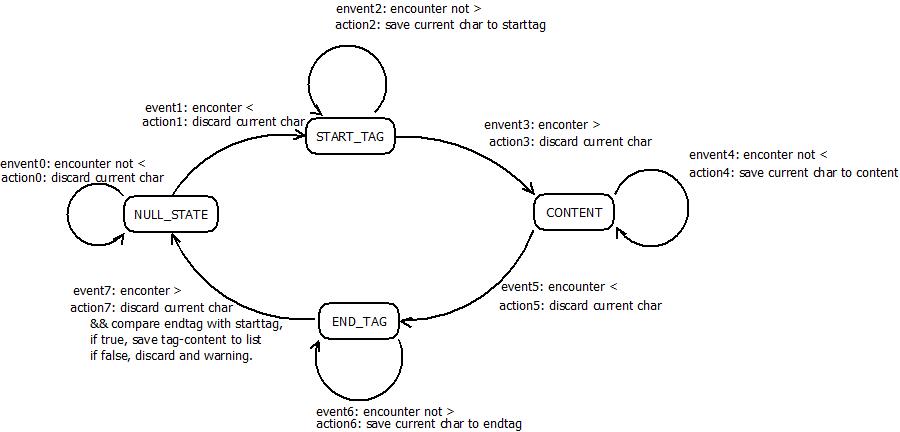 envent2: encounter not >
action2: save current char to starttag
event1: enconter <
action1: discard current char
START_TAG
event3: enconter >
action3: discard current char
envent0: encounter not <
action0: discard current char
envent4: enconter not <
action4: save current char to content
NULL_STATE
CONTENT
event7: enconter >
action7: discard current char
&& compare endtag with starttag,
if true, save tag-content to list
if false, discard and warning.
event5: encounter <
action5: discard current char
END_TAG
event6: encounter not >
action6: save current char to endtag